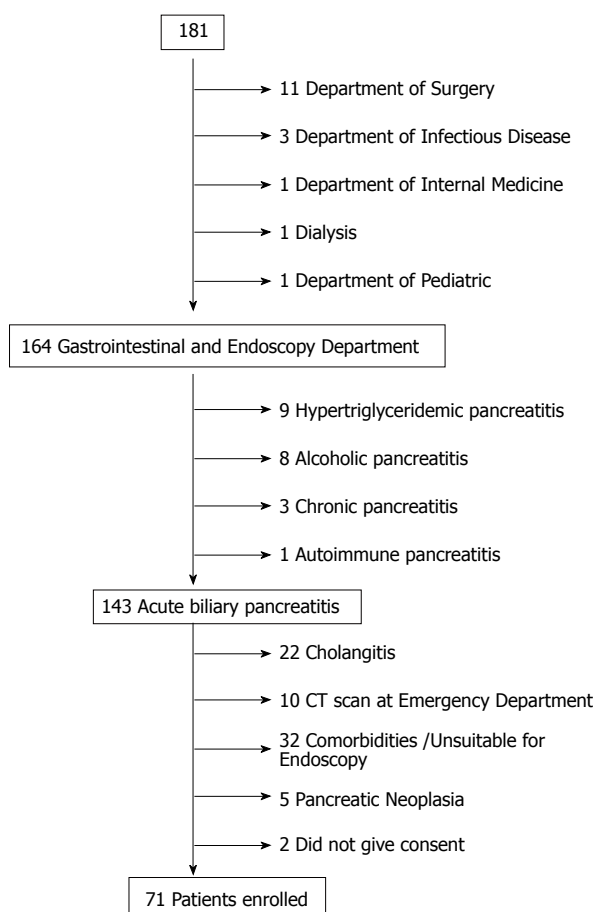 181
11 Department of Surgery
3 Department of Infectious Disease
1 Department of Internal Medicine
1 Dialysis
1 Department of Pediatric
164 Gastrointestinal and Endoscopy Department
9 Hypertriglyceridemic pancreatitis
8 Alcoholic pancreatitis
3 Chronic pancreatitis
1 Autoimmune pancreatitis
143 Acute biliary pancreatitis
22 Cholangitis
10 CT scan at Emergency Department
32 Comorbidities /Unsuitable for
Endoscopy
5 Pancreatic Neoplasia
2 Did not give consent
71 Patients enrolled